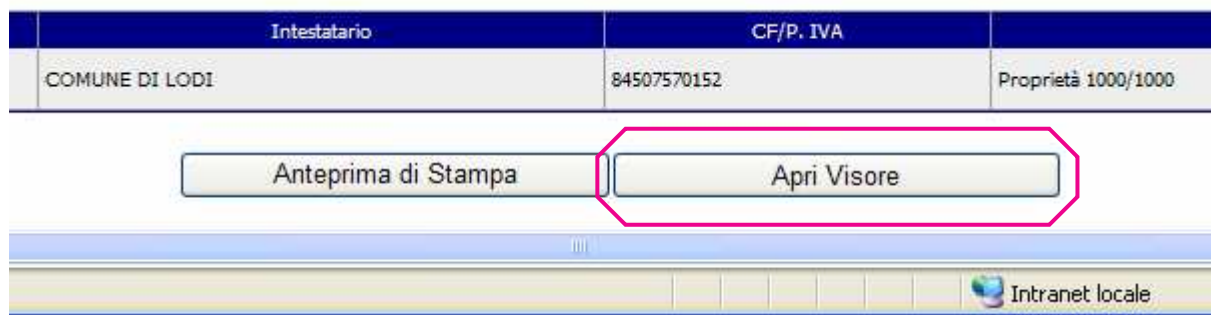 Intestatario CF/P. IVA
COMUNE DI LODI 84507570152 Proprietà 1000/1000
Anteprima di Stampa Apri Visore
Intranet locale